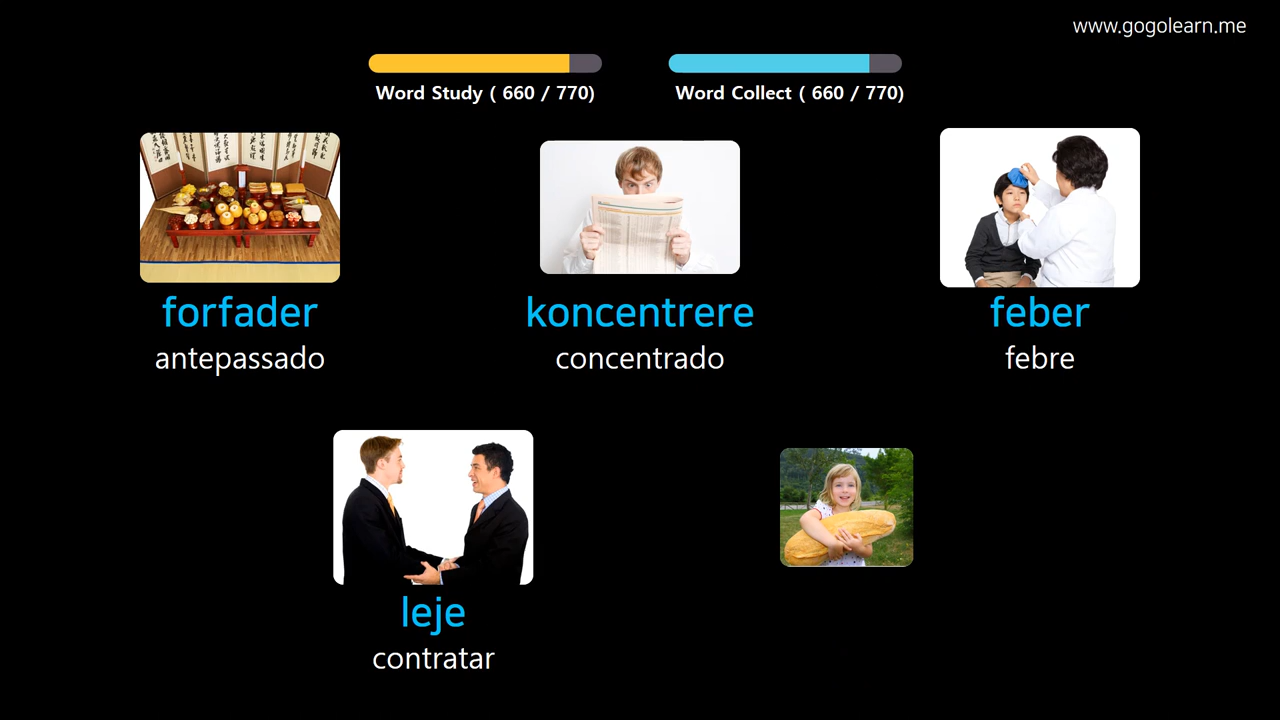 www.gogolearn.me
Word Study ( 660 / 770)
Word Collect ( 660 / 770)
forfader
antepassado
koncentrere
concentrado
feber
febre
leje
contratar